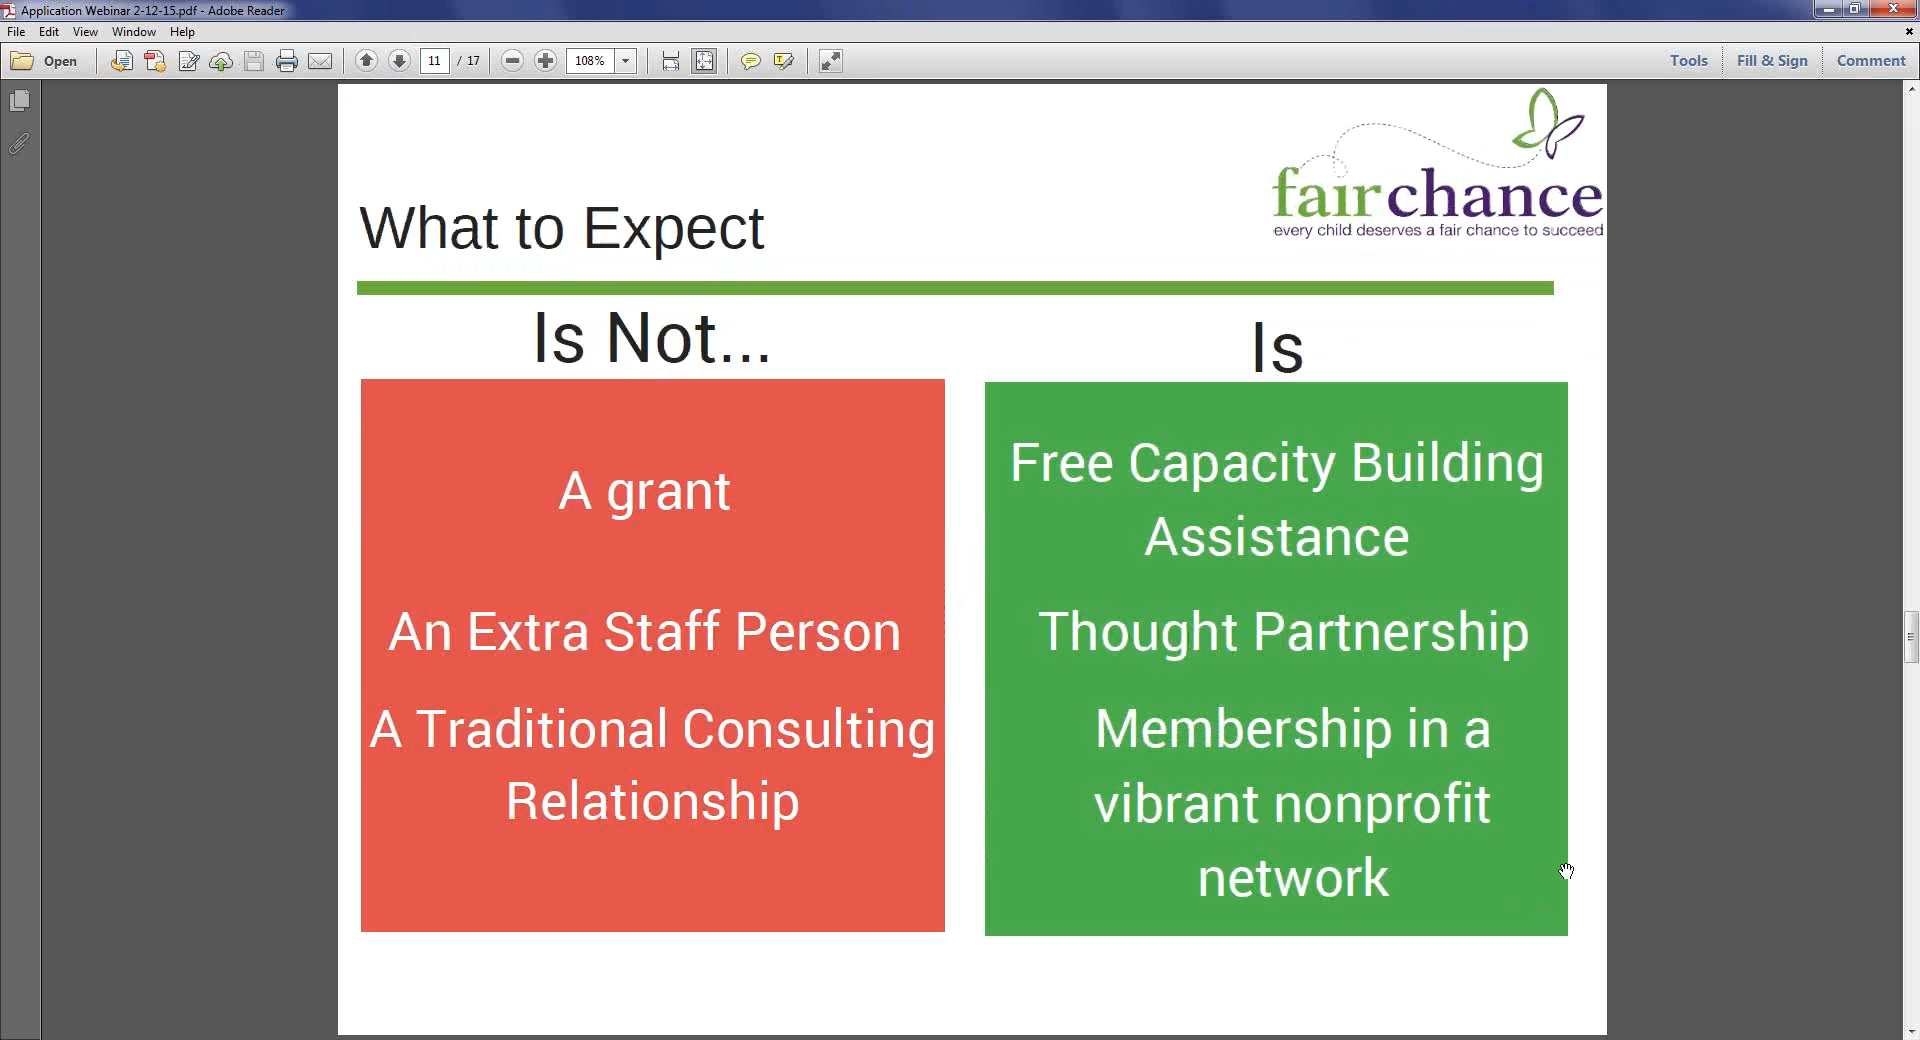 Application Webinar 2-12-15.pdf - Adobe Reader
File Edit View Window Help
Open 11 / 17 108% Tools Fill & Sign Comment
fairchance
every child deserves a fair chance to succeed
What to Expect
Is Not...
A grant
An Extra Staff Person
A Traditional Consulting
Relationship
Is
Free Capacity Building
Assistance
Thought Partnership
Membership in a
vibrant nonprofit
network